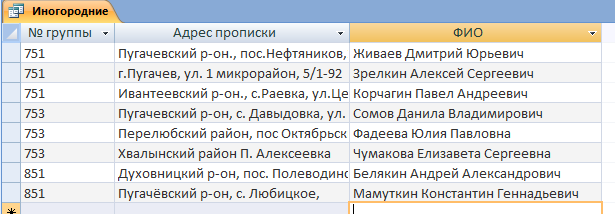 Иногородние
№ группы Адрес прописки ФИО
751 Пугачевский р-он., пос.Нефтяников, Живаев Дмитрий Юрьевич
751 г.Пугачев, ул. 1 микрорайон, 5/1-92 Зрелкин Алексей Сергеевич
751 Ивантеевский р-он., с.Раевка, ул.Це Корчагин Павел Андреевич
753 Пугачевский р-он, с. Давыдовка, ул. Сомов Данила Владимирович
753 Перелюбский район, пос Октябрьск Фадеева Юлия Павловна
753 Хвалынский район П. Алексеевка Чумакова Елизавета Сергеевна
851 Духовницкий р-он, пос. Полеводино Белякин Андрей Александрович
851 Пугачёвский р-он, с. Любицкое, Мамуткин Константин Геннадьевич